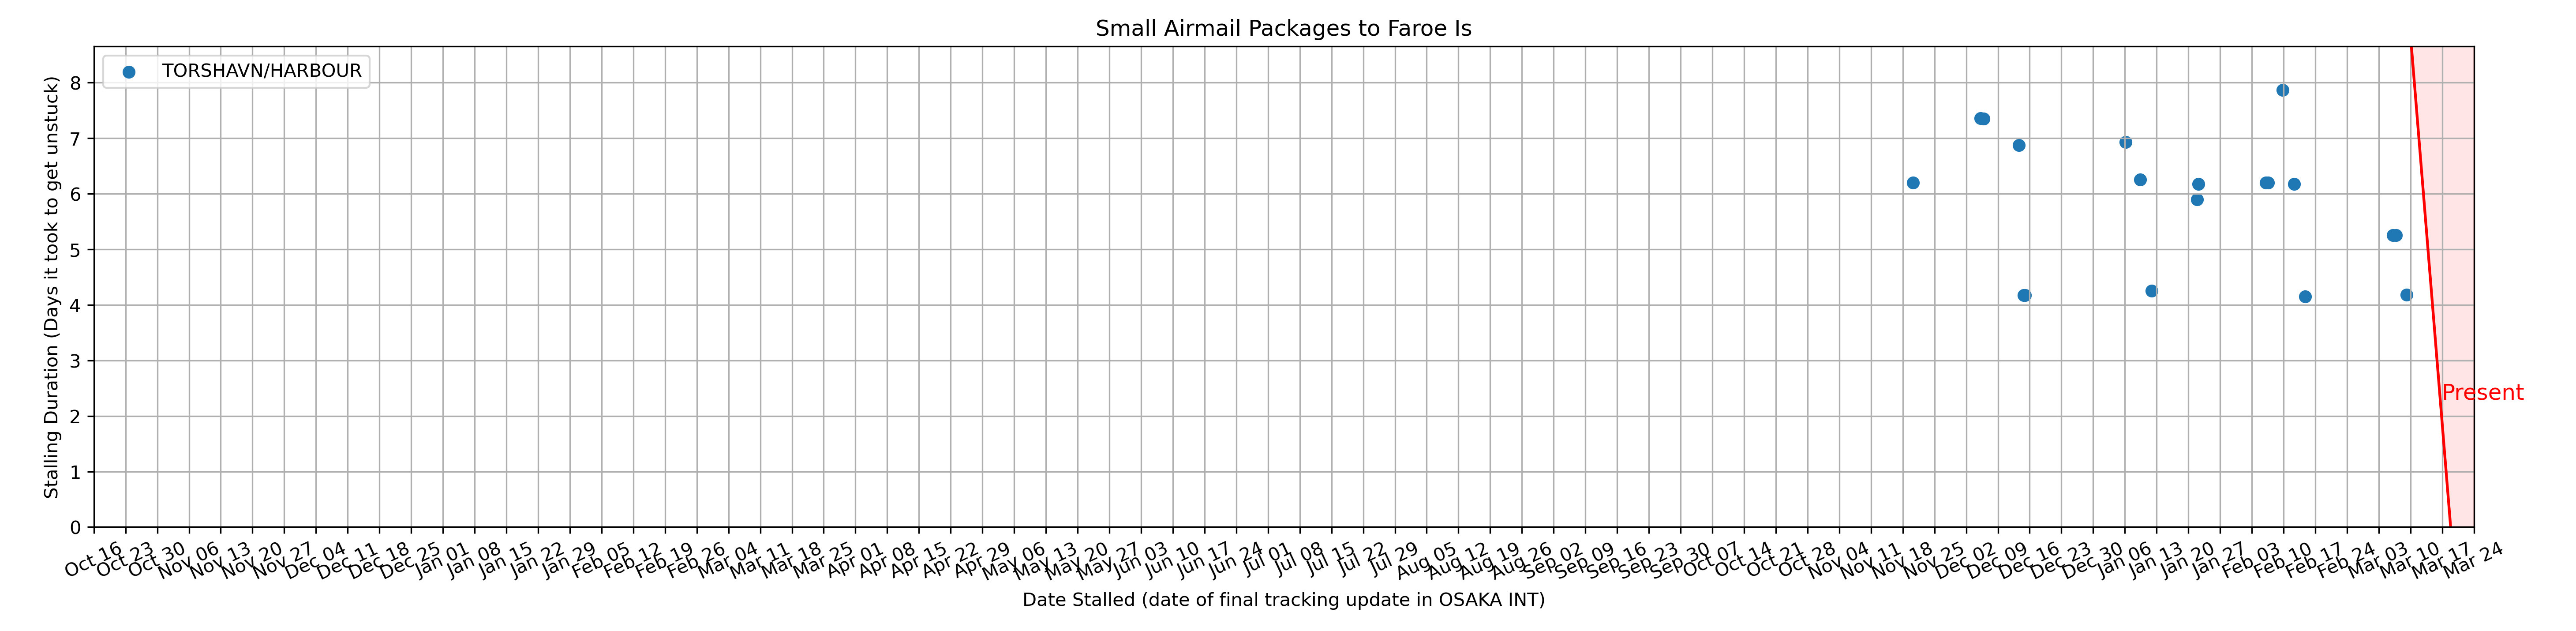 Small Airmail Packages to Faroe Is
TORSHAVN/HARBOUR
Stalling Duration (Days it took to get unstuck)
8
7
6
5
4
3
2
1
0
Present
Oct 16
Oct 23
Oct 30
Nov 06
Nov 13
Nov 20
Nov 27
Dec 04
Dec 11
Dec 18
Dec 25
Jan 01
Jan 08
Jan 15
Jan 22
Jan 29
Feb 05
Feb 12
Feb 19
Feb 26
Mar 04
Mar 11
Mar 18
Mar 25
Apr 01
Apr 08
Apr 15
Apr 22
Apr 29
May 06
May 13
May 20
May 27
Jun 03
Jun 10
Jun 17
Jun 24
Jul 01
Jul 08
Jul 15
Jul 22
Jul 29
Aug 05
Aug 12
Aug 19
Aug 26
Sep 02
Sep 09
Sep 16
Sep 23
Sep 30
Oct 07
Oct 14
Oct 21
Oct 28
Nov 04
Nov 11
Nov 18
Nov 25
Dec 02
Dec 09
Dec 16
Dec 23
Dec 30
Jan 06
Jan 13
Jan 20
Jan 27
Feb 03
Feb 10
Feb 17
Feb 24
Mar 03
Mar 10
Mar 17
Mar 24
Date Stalled (date of final tracking update in OSAKA INT)